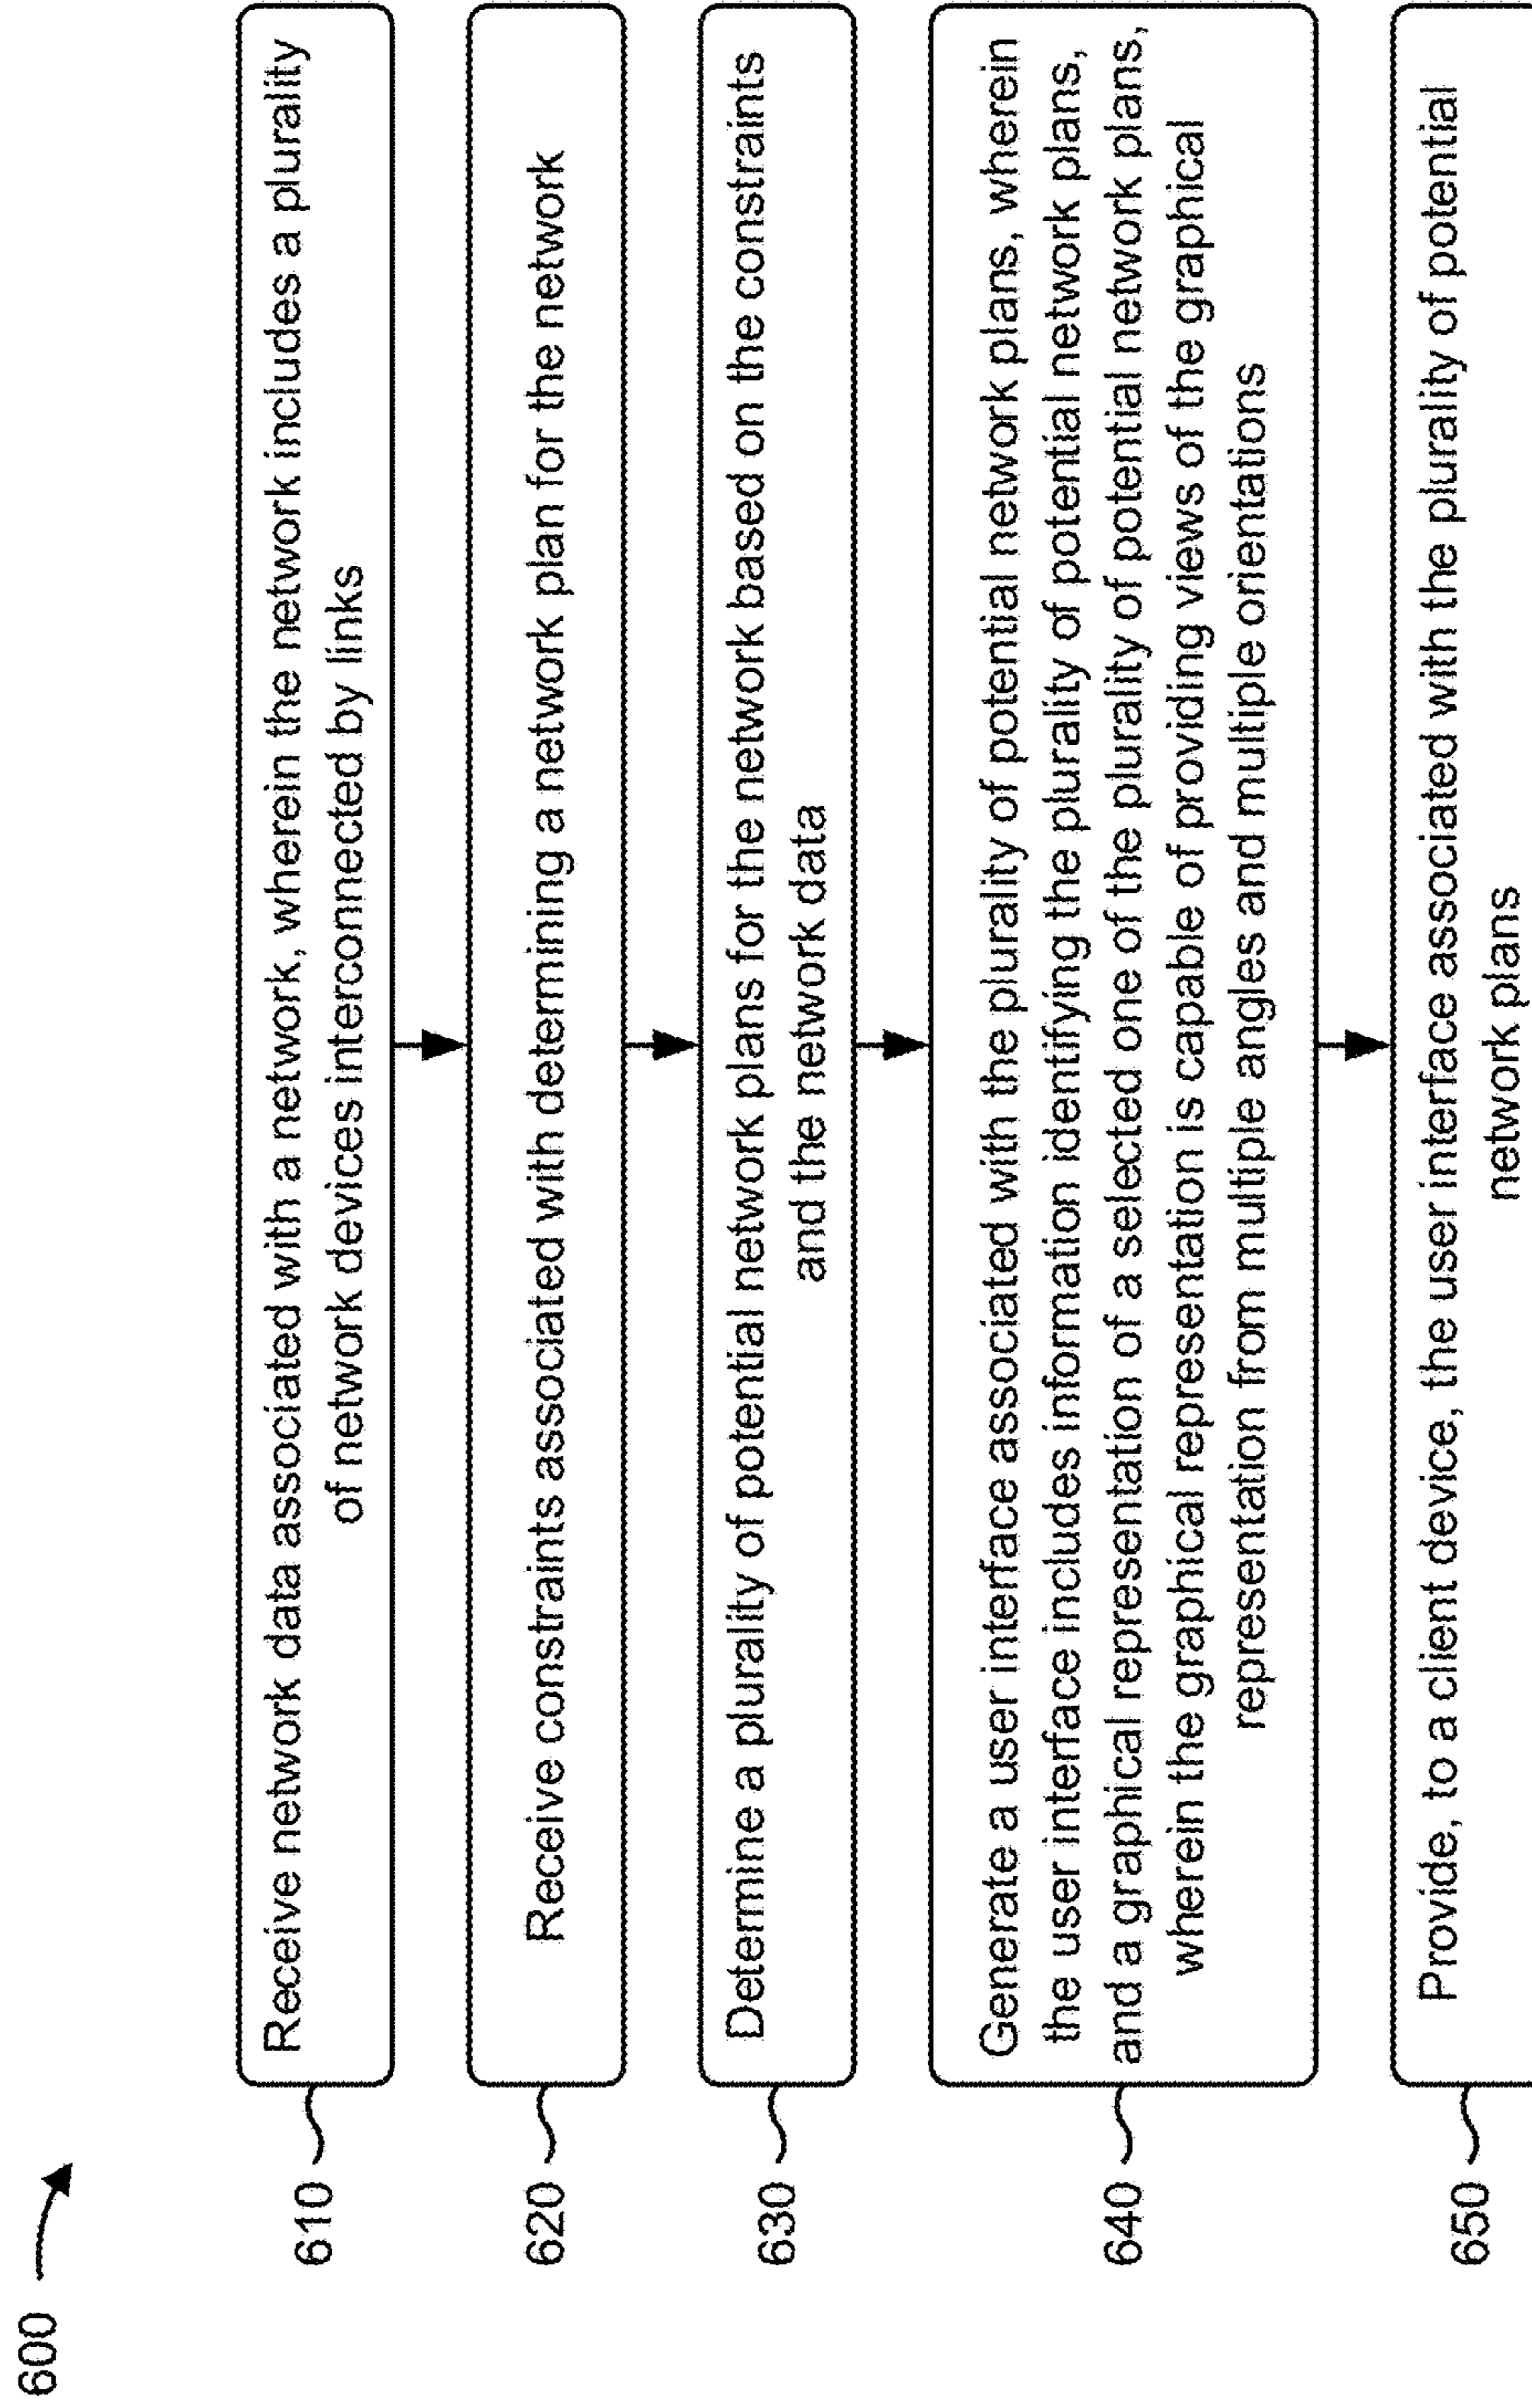 600
610
Receive network data associated with a network, wherein the network includes a plurality
of network devices interconnected by links
620
Receive constraints associated with determining a network plan for the network
630
Determine a plurality of potential network plans for the network based on the constraints
and the network data
640
Generate a user interface associated with the plurality of potential network plans, wherein
the user interface includes information identifying the plurality of potential network plans,
and a graphical representation of a selected one of the plurality of potential network plans,
wherein the graphical representation is capable of providing views of the graphical
representation from multiple angles and multiple orientations
650
Provide, to a client device, the user interface associated with the plurality of potential
network plans